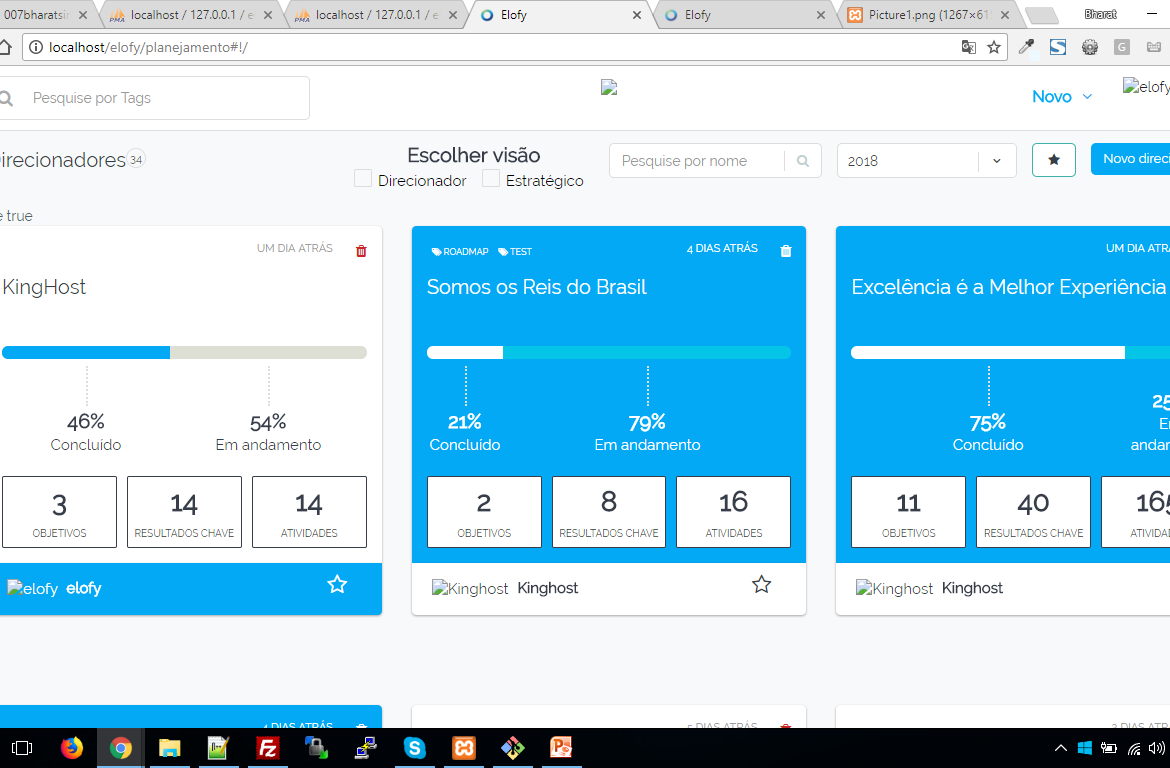 007bharatsin
localhost / 127.0.0.1 / e
localhost / 127.0.0.1 / e
Elofy
Elofy
Picture1.png (1267×61
Bharat
localhost/elofy/planejamento#!/
Pesquise por Tags
Novo
elofy
irecionadores 34
Escolher visão
Direcionador
Estratégico
Pesquise por nome
2018
Novo direci
e true
UM DIA ATRÁS
KingHost
46%
Concluído
54%
Em andamento
3
OBJETIVOS
14
RESULTADOS CHAVE
14
ATIVIDADES
elofy elofy
ROADMAP TEST
4 DIAS ATRÁS
Somos os Reis do Brasil
21%
Concluído
79%
Em andamento
2
OBJETIVOS
8
RESULTADOS CHAVE
16
ATIVIDADES
Kinghost Kinghost
UM DIA ATRÁ
Excelência é a Melhor Experiência
75%
Concluído
25
E
andar
11
OBJETIVOS
40
RESULTADOS CHAVE
165
ATIVIDA
Kinghost Kinghost
4 DIAS ATRÁS
5 DIAS ATRÁS